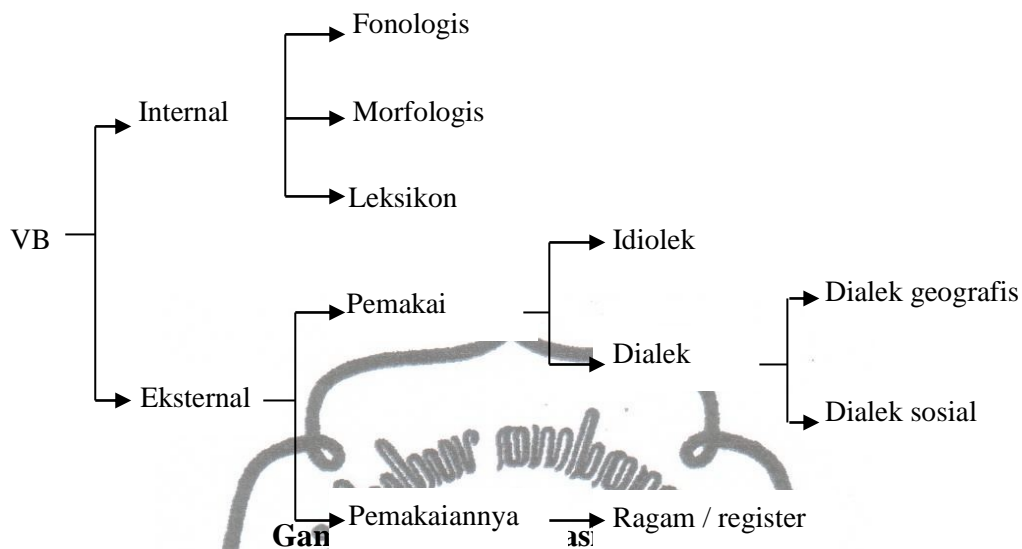 Fonologis
Internal
Morfologis
Leksikon
VB
Idiolek
Pemakai
Dialek geografis
Dialek
Eksternal
Dialek sosial
Pemakaiannya
Ragam / register